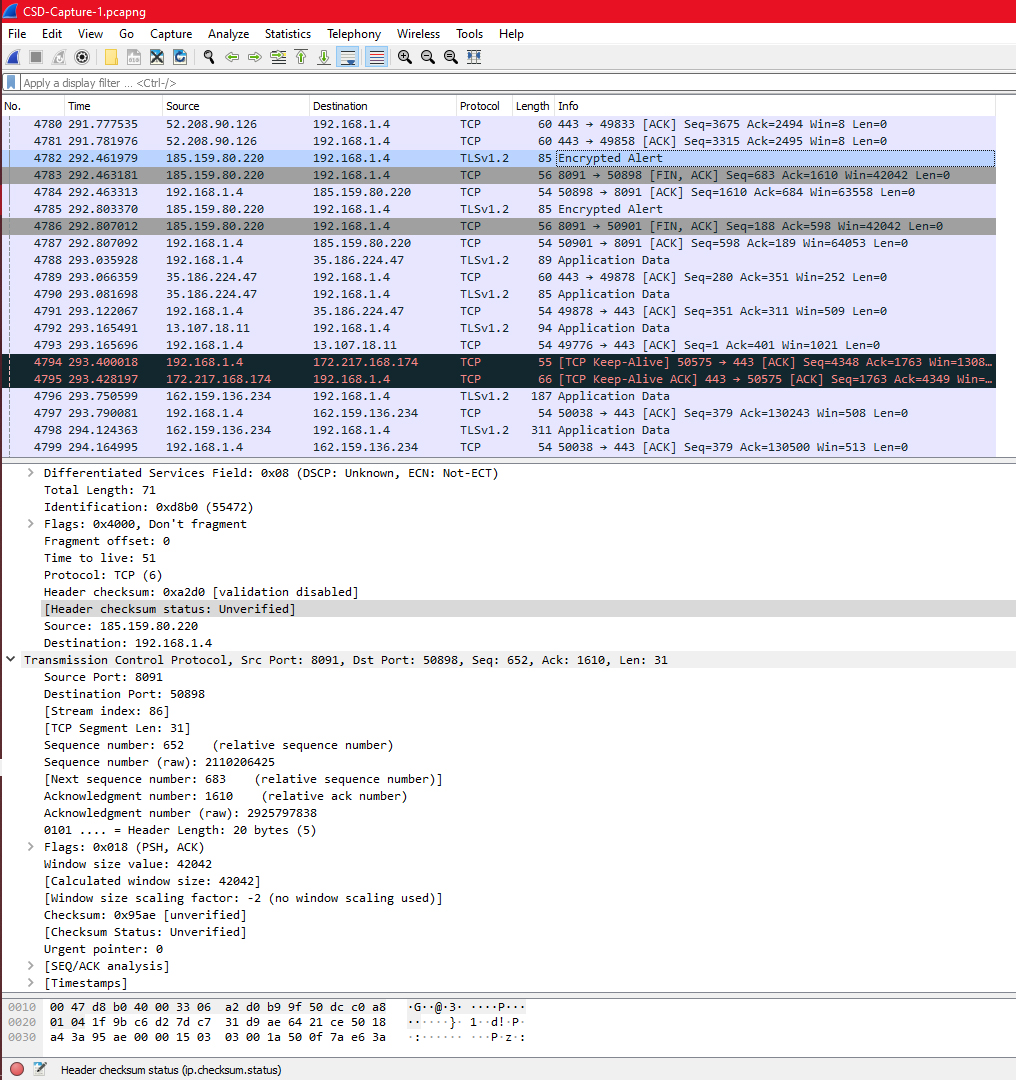 CSD-Capture-1.pcapng
File Edit View Go Capture Analyze Statistics Telephony Wireless Tools Help
Apply a display filter ... <Ctrl-/>
No. Time Source Destination Protocol Length Info
4780 291.777535 52.208.90.126 192.168.1.4 TCP 60 443 → 49833 [ACK] Seq=3675 Ack=2494 Win=8 Len=0
4781 291.781976 52.208.90.126 192.168.1.4 TCP 60 443 → 49858 [ACK] Seq=3315 Ack=2495 Win=8 Len=0
4782 292.461979 185.159.80.220 192.168.1.4 TLSv1.2 85 Encrypted Alert
4783 292.463181 185.159.80.220 192.168.1.4 TCP 56 8091 → 50898 [FIN, ACK] Seq=683 Ack=1610 Win=42042 Len=0
4784 292.463313 192.168.1.4 185.159.80.220 TCP 54 50898 → 8091 [ACK] Seq=1610 Ack=684 Win=63558 Len=0
4785 292.803370 185.159.80.220 192.168.1.4 TLSv1.2 85 Encrypted Alert
4786 292.807012 185.159.80.220 192.168.1.4 TCP 56 8091 → 50901 [FIN, ACK] Seq=188 Ack=598 Win=42042 Len=0
4787 292.807092 192.168.1.4 185.159.80.220 TCP 54 50901 → 8091 [ACK] Seq=598 Ack=189 Win=64053 Len=0
4788 293.035928 192.168.1.4 35.186.224.47 TLSv1.2 89 Application Data
4789 293.066359 35.186.224.47 192.168.1.4 TCP 60 443 → 49878 [ACK] Seq=280 Ack=351 Win=252 Len=0
4790 293.081698 35.186.224.47 192.168.1.4 TLSv1.2 85 Application Data
4791 293.122067 192.168.1.4 35.186.224.47 TCP 54 49878 → 443 [ACK] Seq=351 Ack=311 Win=509 Len=0
4792 293.165491 13.107.18.11 192.168.1.4 TLSv1.2 94 Application Data
4793 293.165696 192.168.1.4 13.107.18.11 TCP 54 49776 → 443 [ACK] Seq=1 Ack=401 Win=1021 Len=0
4794 293.400018 192.168.1.4 172.217.168.174 TCP 55 [TCP Keep-Alive] 50575 → 443 [ACK] Seq=4348 Ack=1763 Win=1308…
4795 293.428197 172.217.168.174 192.168.1.4 TCP 66 [TCP Keep-Alive ACK] 443 → 50575 [ACK] Seq=1763 Ack=4349 Win=…
4796 293.750599 162.159.136.234 192.168.1.4 TLSv1.2 187 Application Data
4797 293.790081 192.168.1.4 162.159.136.234 TCP 54 50038 → 443 [ACK] Seq=379 Ack=130243 Win=508 Len=0
4798 294.124363 162.159.136.234 192.168.1.4 TLSv1.2 311 Application Data
4799 294.164995 192.168.1.4 162.159.136.234 TCP 54 50038 → 443 [ACK] Seq=379 Ack=130500 Win=513 Len=0
Differentiated Services Field: 0x08 (DSCP: Unknown, ECN: Not-ECT)
Total Length: 71
Identification: 0xd8b0 (55472)
Flags: 0x4000, Don't fragment
Fragment offset: 0
Time to live: 51
Protocol: TCP (6)
Header checksum: 0xa2d0 [validation disabled]
[Header checksum status: Unverified]
Source: 185.159.80.220
Destination: 192.168.1.4
Transmission Control Protocol, Src Port: 8091, Dst Port: 50898, Seq: 652, Ack: 1610, Len: 31
Source Port: 8091
Destination Port: 50898
[Stream index: 86]
[TCP Segment Len: 31]
Sequence number: 652 (relative sequence number)
Sequence number (raw): 2110206425
[Next sequence number: 683 (relative sequence number)]
Acknowledgment number: 1610 (relative ack number)
Acknowledgment number (raw): 2925797838
0101 .... = Header Length: 20 bytes (5)
Flags: 0x018 (PSH, ACK)
Window size value: 42042
[Calculated window size: 42042]
[Window size scaling factor: -2 (no window scaling used)]
Checksum: 0x95ae [unverified]
[Checksum Status: Unverified]
Urgent pointer: 0
[SEQ/ACK analysis]
[Timestamps]
0010 00 47 d8 b0 40 00 33 06 a2 d0 b9 9f 50 dc c0 a8 ·G··@·3· ····P···
0020 01 04 1f 9b c6 d2 7d c7 31 d9 ae 64 21 ce 50 18 ······}· 1··d!·P·
0030 a4 3a 95 ae 00 00 15 03 03 00 1a 50 0f 7a e6 3a ·:······ ···P·z·:
Header checksum status (ip.checksum.status)